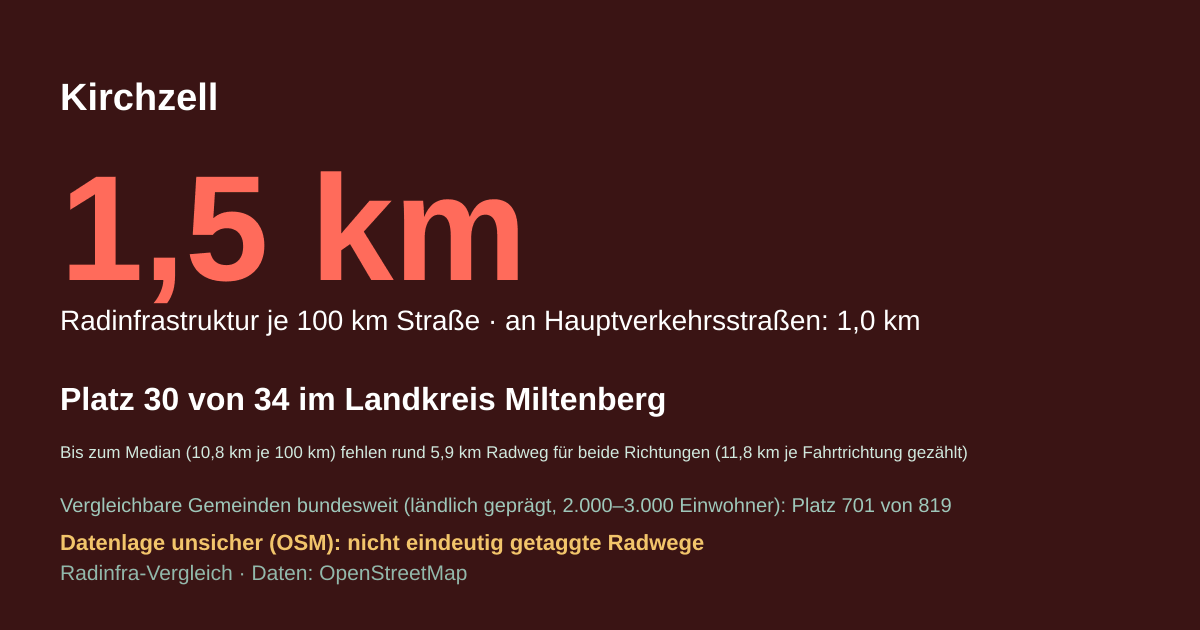 Kirchzell
1,5 km
Radinfrastruktur je 100 km Straße · an Hauptverkehrsstraßen: 1,0 km
Platz 30 von 34 im Landkreis Miltenberg
Bis zum Median (10,8 km je 100 km) fehlen rund 5,9 km Radweg für beide Richtungen (11,8 km je Fahrtrichtung gezählt)
Vergleichbare Gemeinden bundesweit (ländlich geprägt, 2.000–3.000 Einwohner): Platz 701 von 819
Datenlage unsicher (OSM): nicht eindeutig getaggte Radwege
Radinfra-Vergleich · Daten: OpenStreetMap